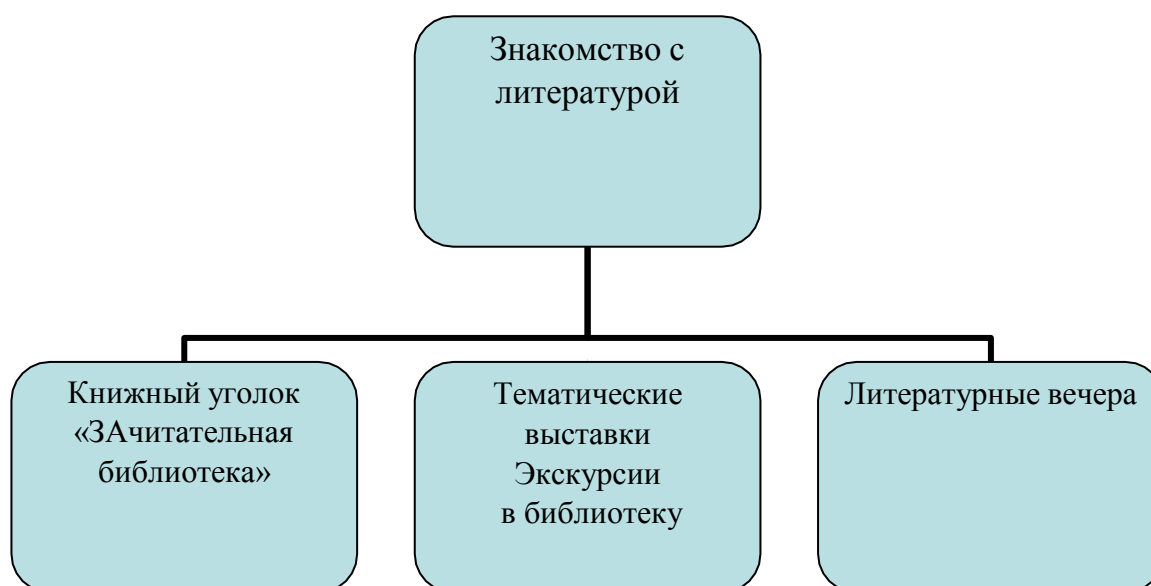 Знакомство с
литературой
Книжный уголок
«ЗАчитательная
библиотека»
Тематические
выставки
Экскурсии
в библиотеку
Литературные вечера